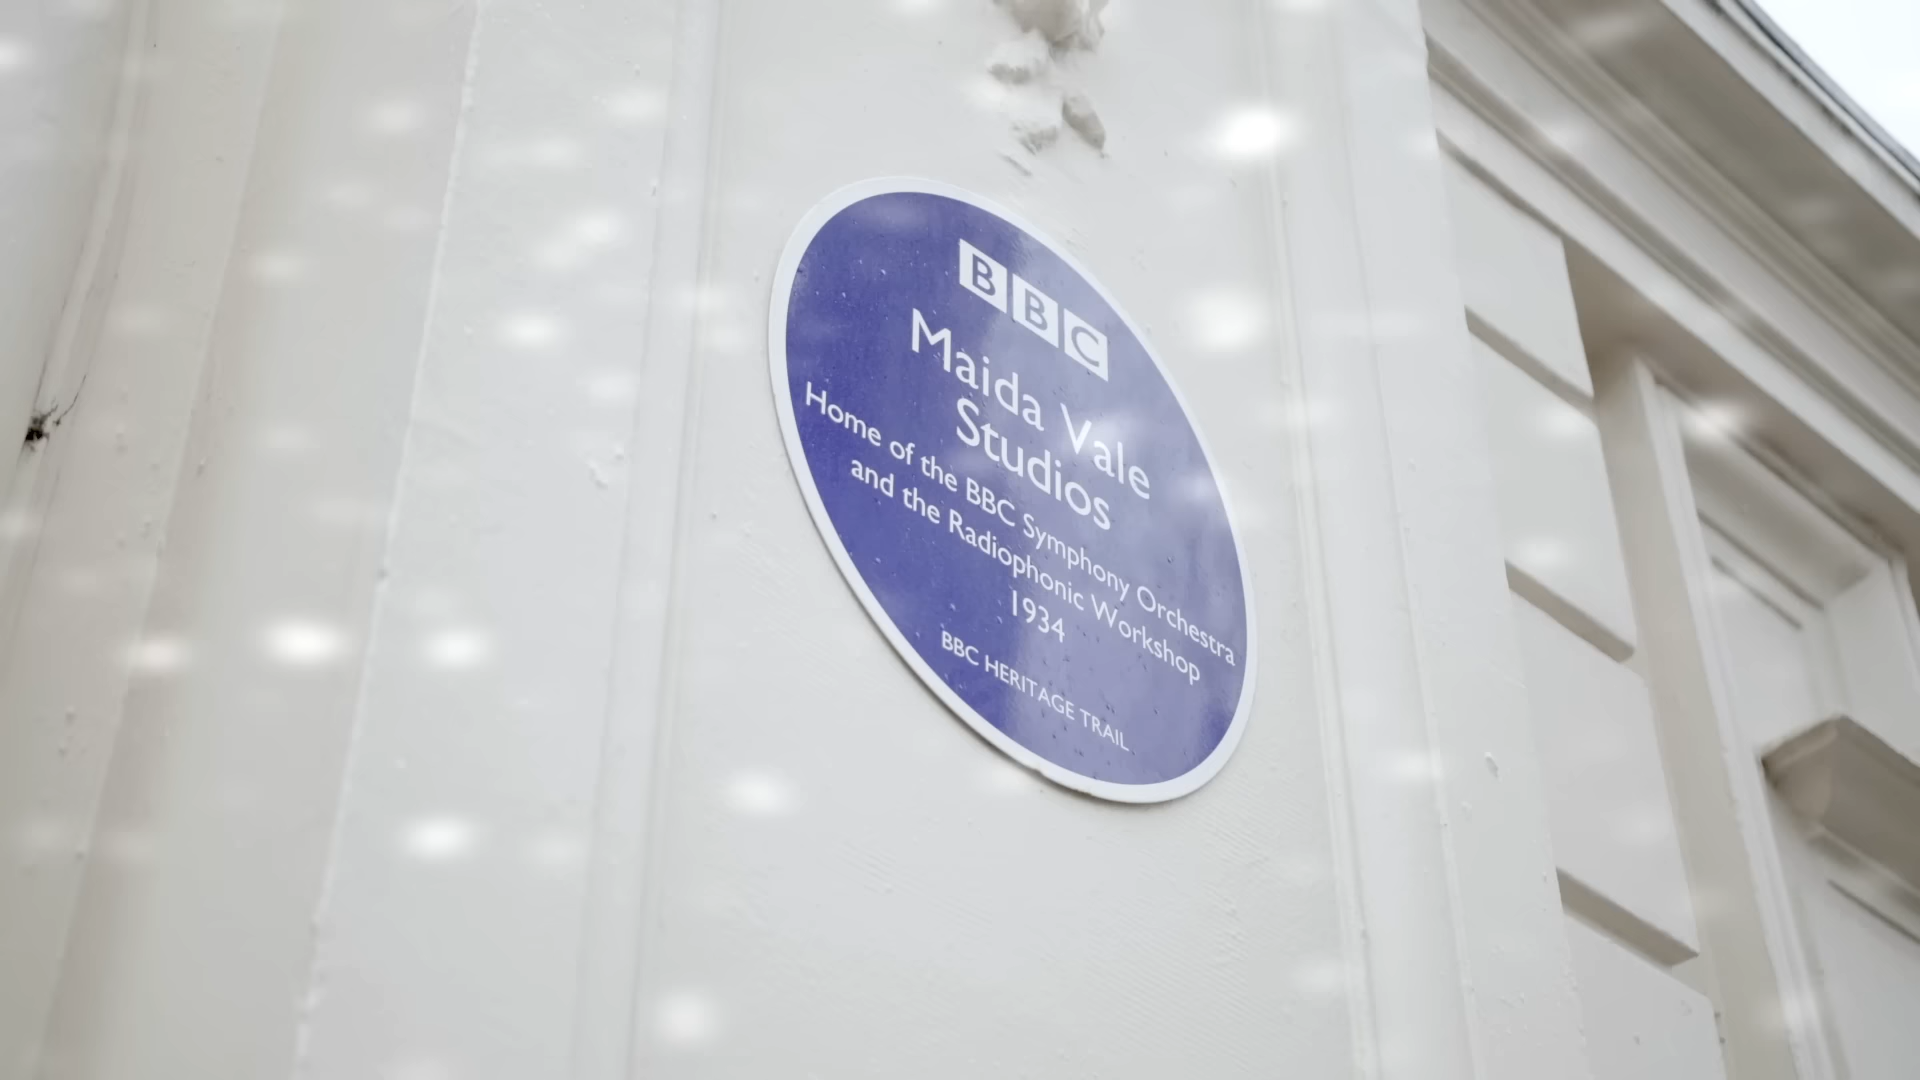 BBC
Maida Vale
Studios
Home of the BBC Symphony Orchestra
and the Radiophonic Workshop
1934
BBC HERITAGE TRAIL